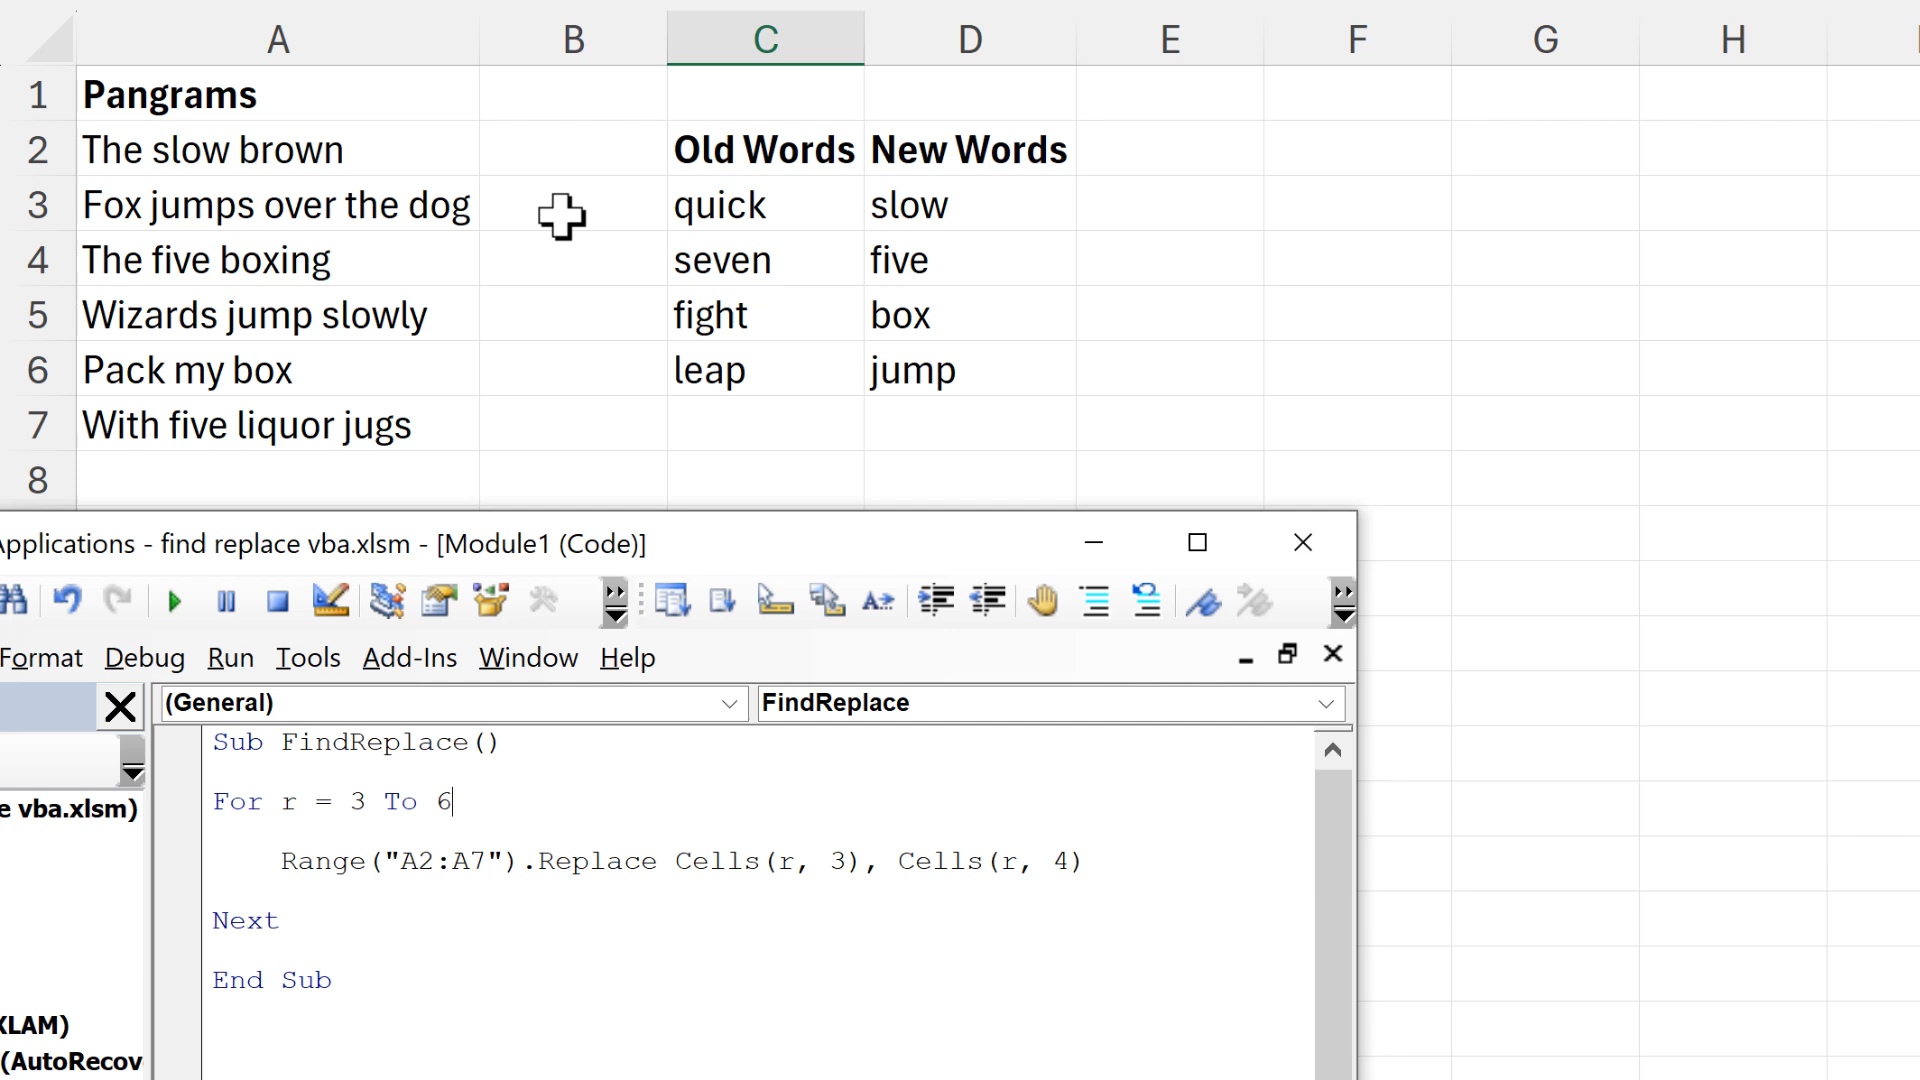 A B C D E F G H
1 Pangrams
2 The slow brown Old Words New Words
3 Fox jumps over the dog quick slow
4 The five boxing seven five
5 Wizards jump slowly fight box
6 Pack my box leap jump
7 With five liquor jugs
8
pplications - find replace vba.xlsm - [Module1 (Code)]
Format Debug Run Tools Add-Ins Window Help
(General) FindReplace
Sub FindReplace()
For r = 3 To 6
e vba.xlsm)
Range("A2:A7").Replace Cells(r, 3), Cells(r, 4)
Next
End Sub
XLAM)
(AutoRecov